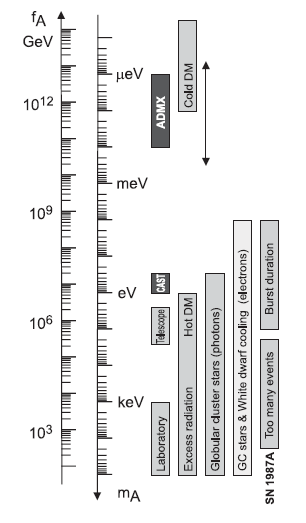 f_A
GeV
10^12
10^9
10^6
10^3
μeV
meV
eV
keV
m_A
ADMX
Cold DM
CAST
Telescope
Laboratory
Hot DM
Excess radiation
Globular cluster stars (photons)
GC stars & White dwarf cooling (electrons)
Burst duration
Too many events
SN 1987A